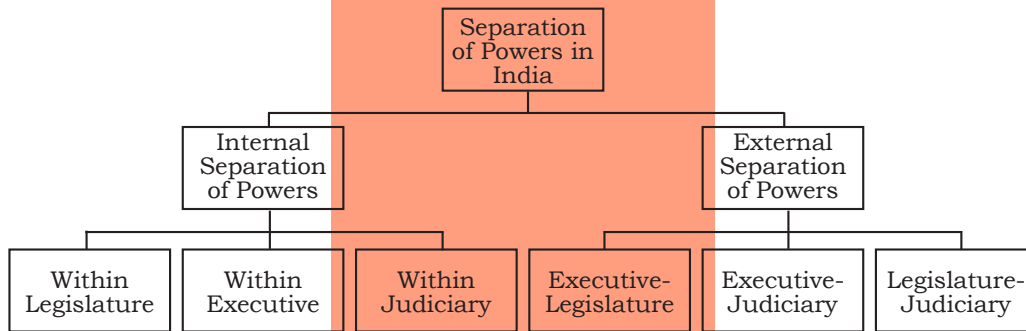 Separation
of Powers in
India
Internal
Separation
of Powers
External
Separation
of Powers
Within
Legislature
Within
Executive
Within
Judiciary
Executive-
Legislature
Executive-
Judiciary
Legislature-
Judiciary